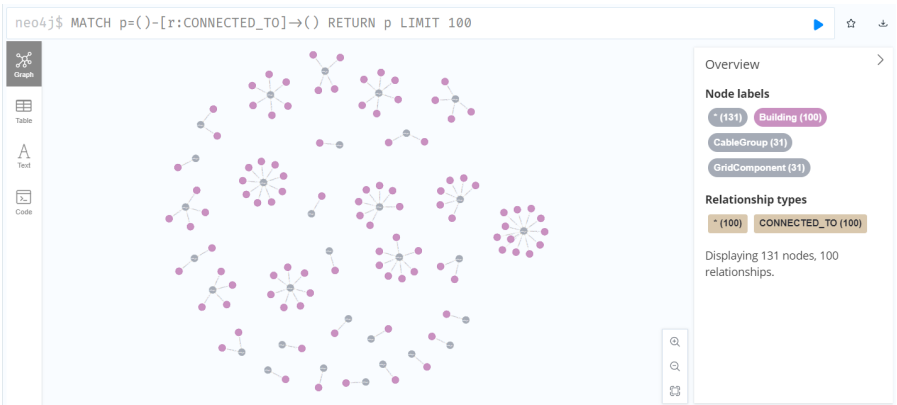 neo4j$ MATCH p=()-[r:CONNECTED_TO]→() RETURN p LIMIT 100
Graph
Table
A
Text
Code
Overview
Node labels
* (131) Building (100)
CableGroup (31)
GridComponent (31)
Relationship types
* (100) CONNECTED_TO (100)
Displaying 131 nodes, 100
relationships.